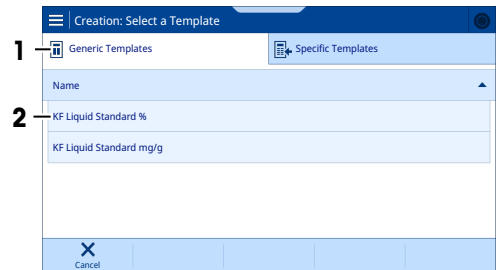 Creation: Select a Template
1
Generic Templates
Specific Templates
Name
2
KF Liquid Standard %
KF Liquid Standard mg/g
Cancel